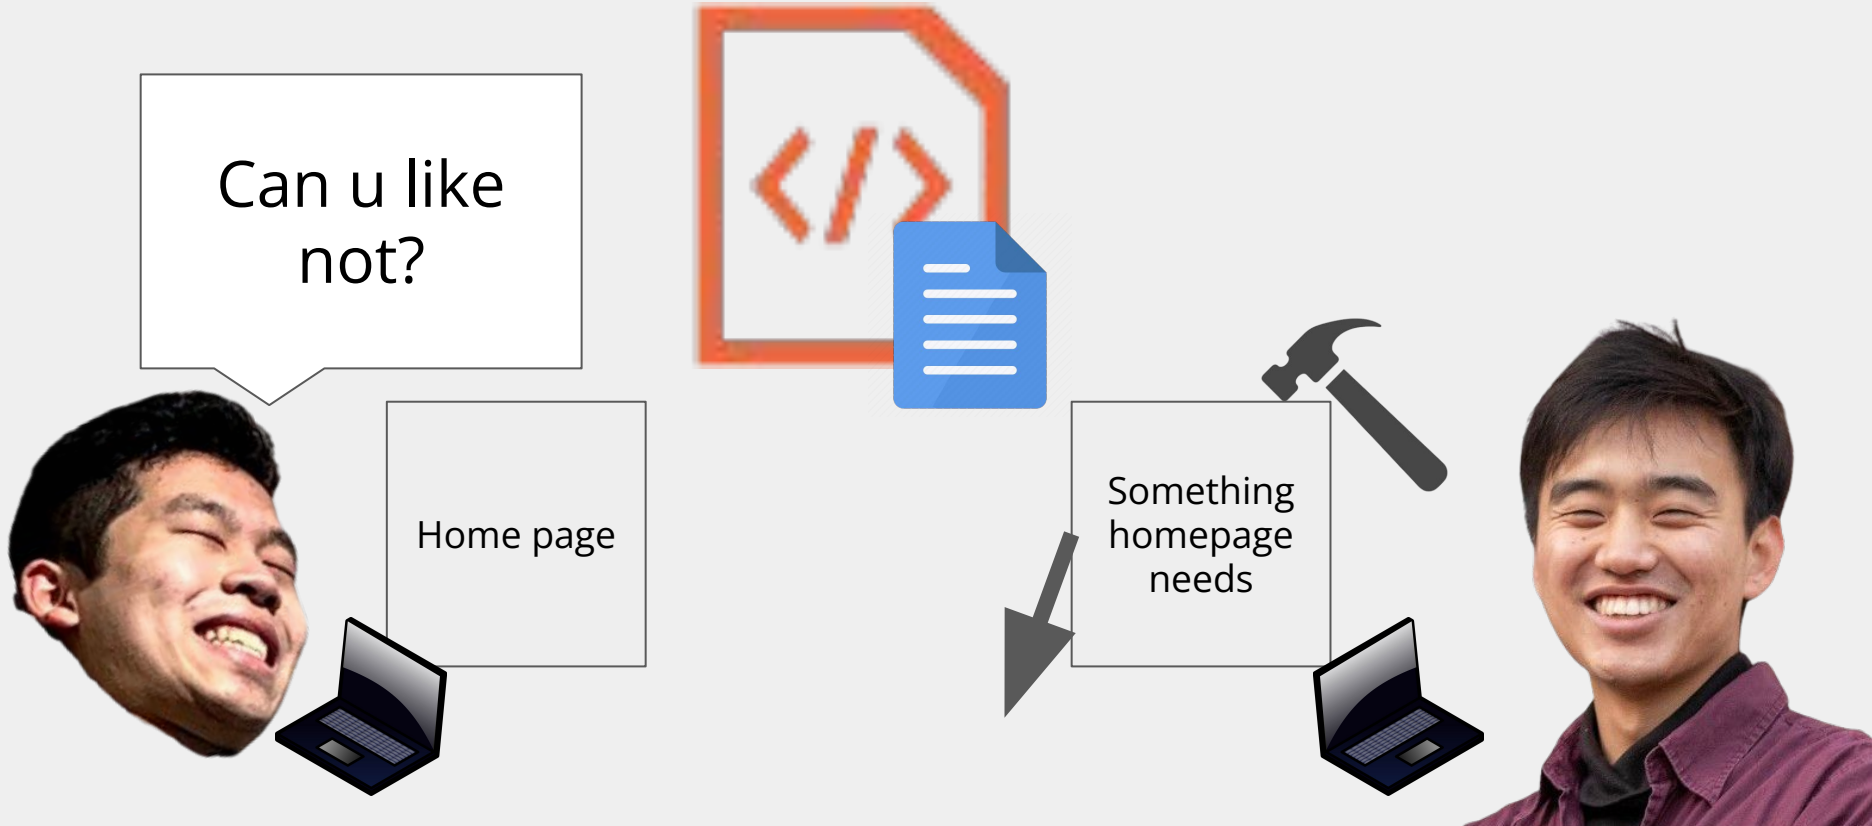 Can u like
not?
</>
Home page
Something
homepage
needs